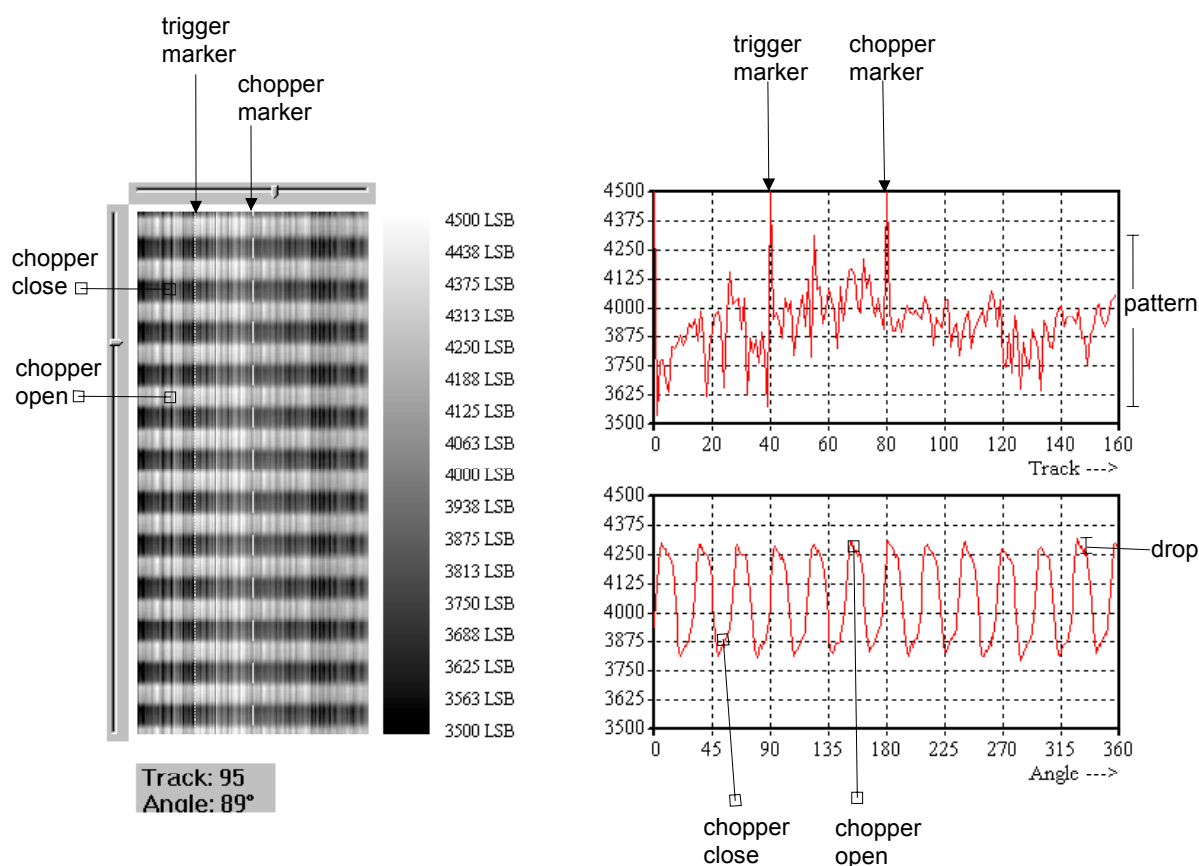 trigger
marker
chopper
marker
chopper
close
chopper
open
4500 LSB
4438 LSB
4375 LSB
4313 LSB
4250 LSB
4188 LSB
4125 LSB
4063 LSB
4000 LSB
3938 LSB
3875 LSB
3813 LSB
3750 LSB
3688 LSB
3625 LSB
3563 LSB
3500 LSB
Track: 95
Angle: 89°
trigger
marker
chopper
marker
4500
4375
4250
4125
4000
3875
3750
3625
3500
0 20 40 60 80 100 120 140 160
Track --->
pattern
4500
4375
4250
4125
4000
3875
3750
3625
3500
0 45 90 135 180 225 270 315 360
Angle --->
drop
chopper
close
chopper
open